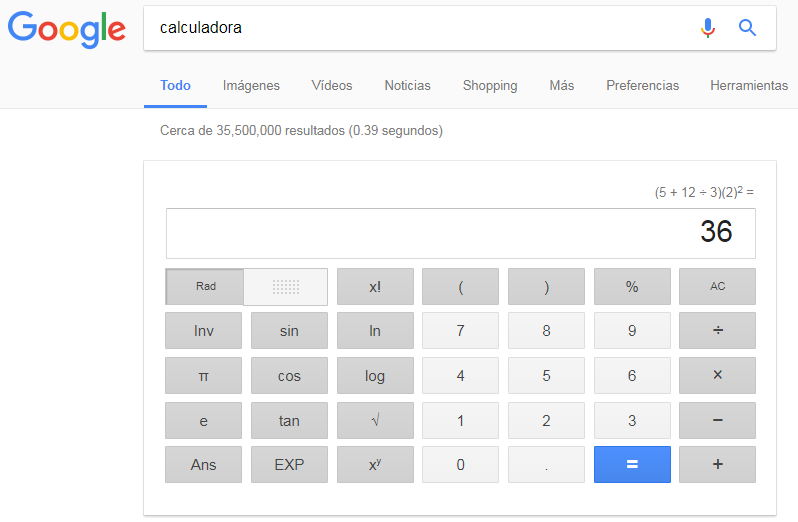 Google calculadora
Todo Imágenes Vídeos Noticias Shopping Más Preferencias Herramientas
Cerca de 35,500,000 resultados (0.39 segundos)
(5 + 12 ÷ 3)(2)² =
36
Rad x! ( ) % AC
Inv sin ln 7 8 9 ÷
π cos log 4 5 6 ×
e tan √ 1 2 3 −
Ans EXP xʸ 0 . = +